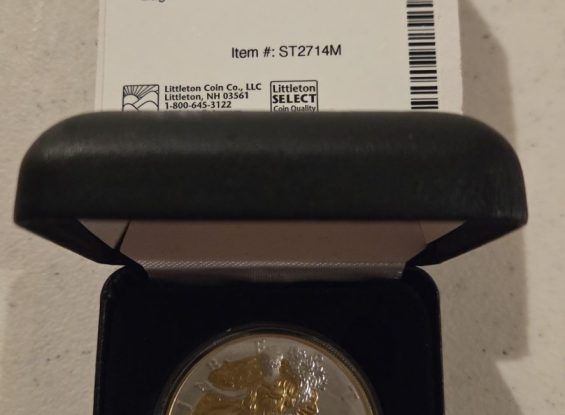 Item #: ST2714M
Littleton Coin Co., LLC
Littleton, NH 03561
1-800-645-3122
Littleton
SELECT
Coin Quality